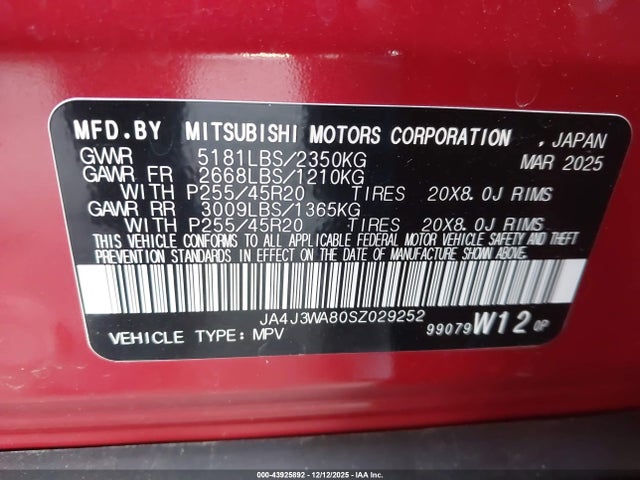 MFD.BY MITSUBISHI MOTORS CORPORATION , JAPAN
GVWR 5181LBS/2350KG MAR 2025
GAWR FR 2668LBS/1210KG
WITH P255/45R20 TIRES 20X8.0J RIMS
GAWR RR 3009LBS/1365KG
WITH P255/45R20 TIRES 20X8.0J RIMS
THIS VEHICLE CONFORMS TO ALL APPLICABLE FEDERAL MOTOR VEHICLE SAFETY AND THEFT
PREVENTION STANDARDS IN EFFECT ON THE DATE OF MANUFACTURE SHOWN ABOVE.
JA4J3WA80SZ029252
VEHICLE TYPE: MPV 99079 W12 0P
000-43925892 - 12/12/2025 - IAA Inc.